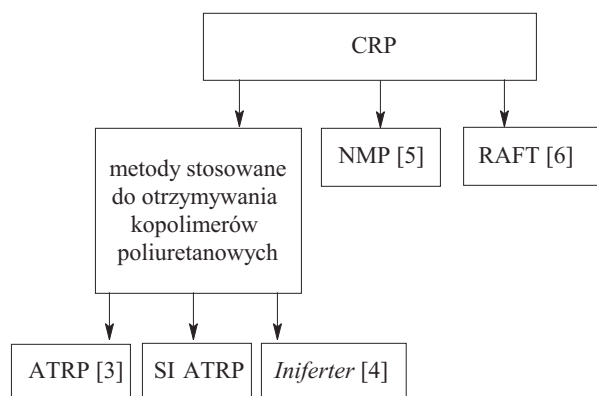 CRP
metody stosowane
do otrzymywania
kopolimerów
poliuretanowych
NMP [5]
RAFT [6]
ATRP [3]
SI ATRP
Iniferter [4]